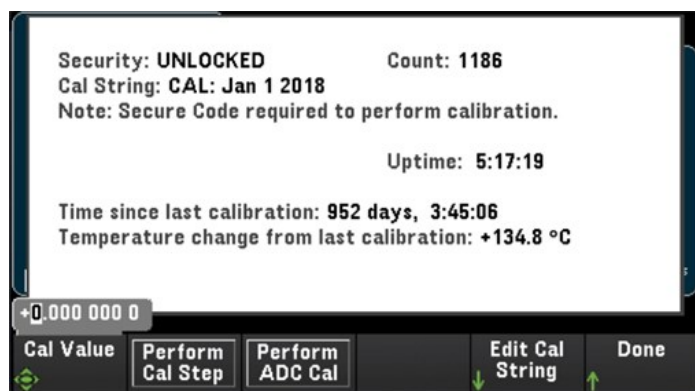 Security: UNLOCKED Count: 1186
Cal String: CAL: Jan 1 2018
Note: Secure Code required to perform calibration.
Uptime: 5:17:19
Time since last calibration: 952 days, 3:45:06
Temperature change from last calibration: +134.8 °C
+0.000 000 0
Cal Value Perform Cal Step Perform ADC Cal Edit Cal String Done